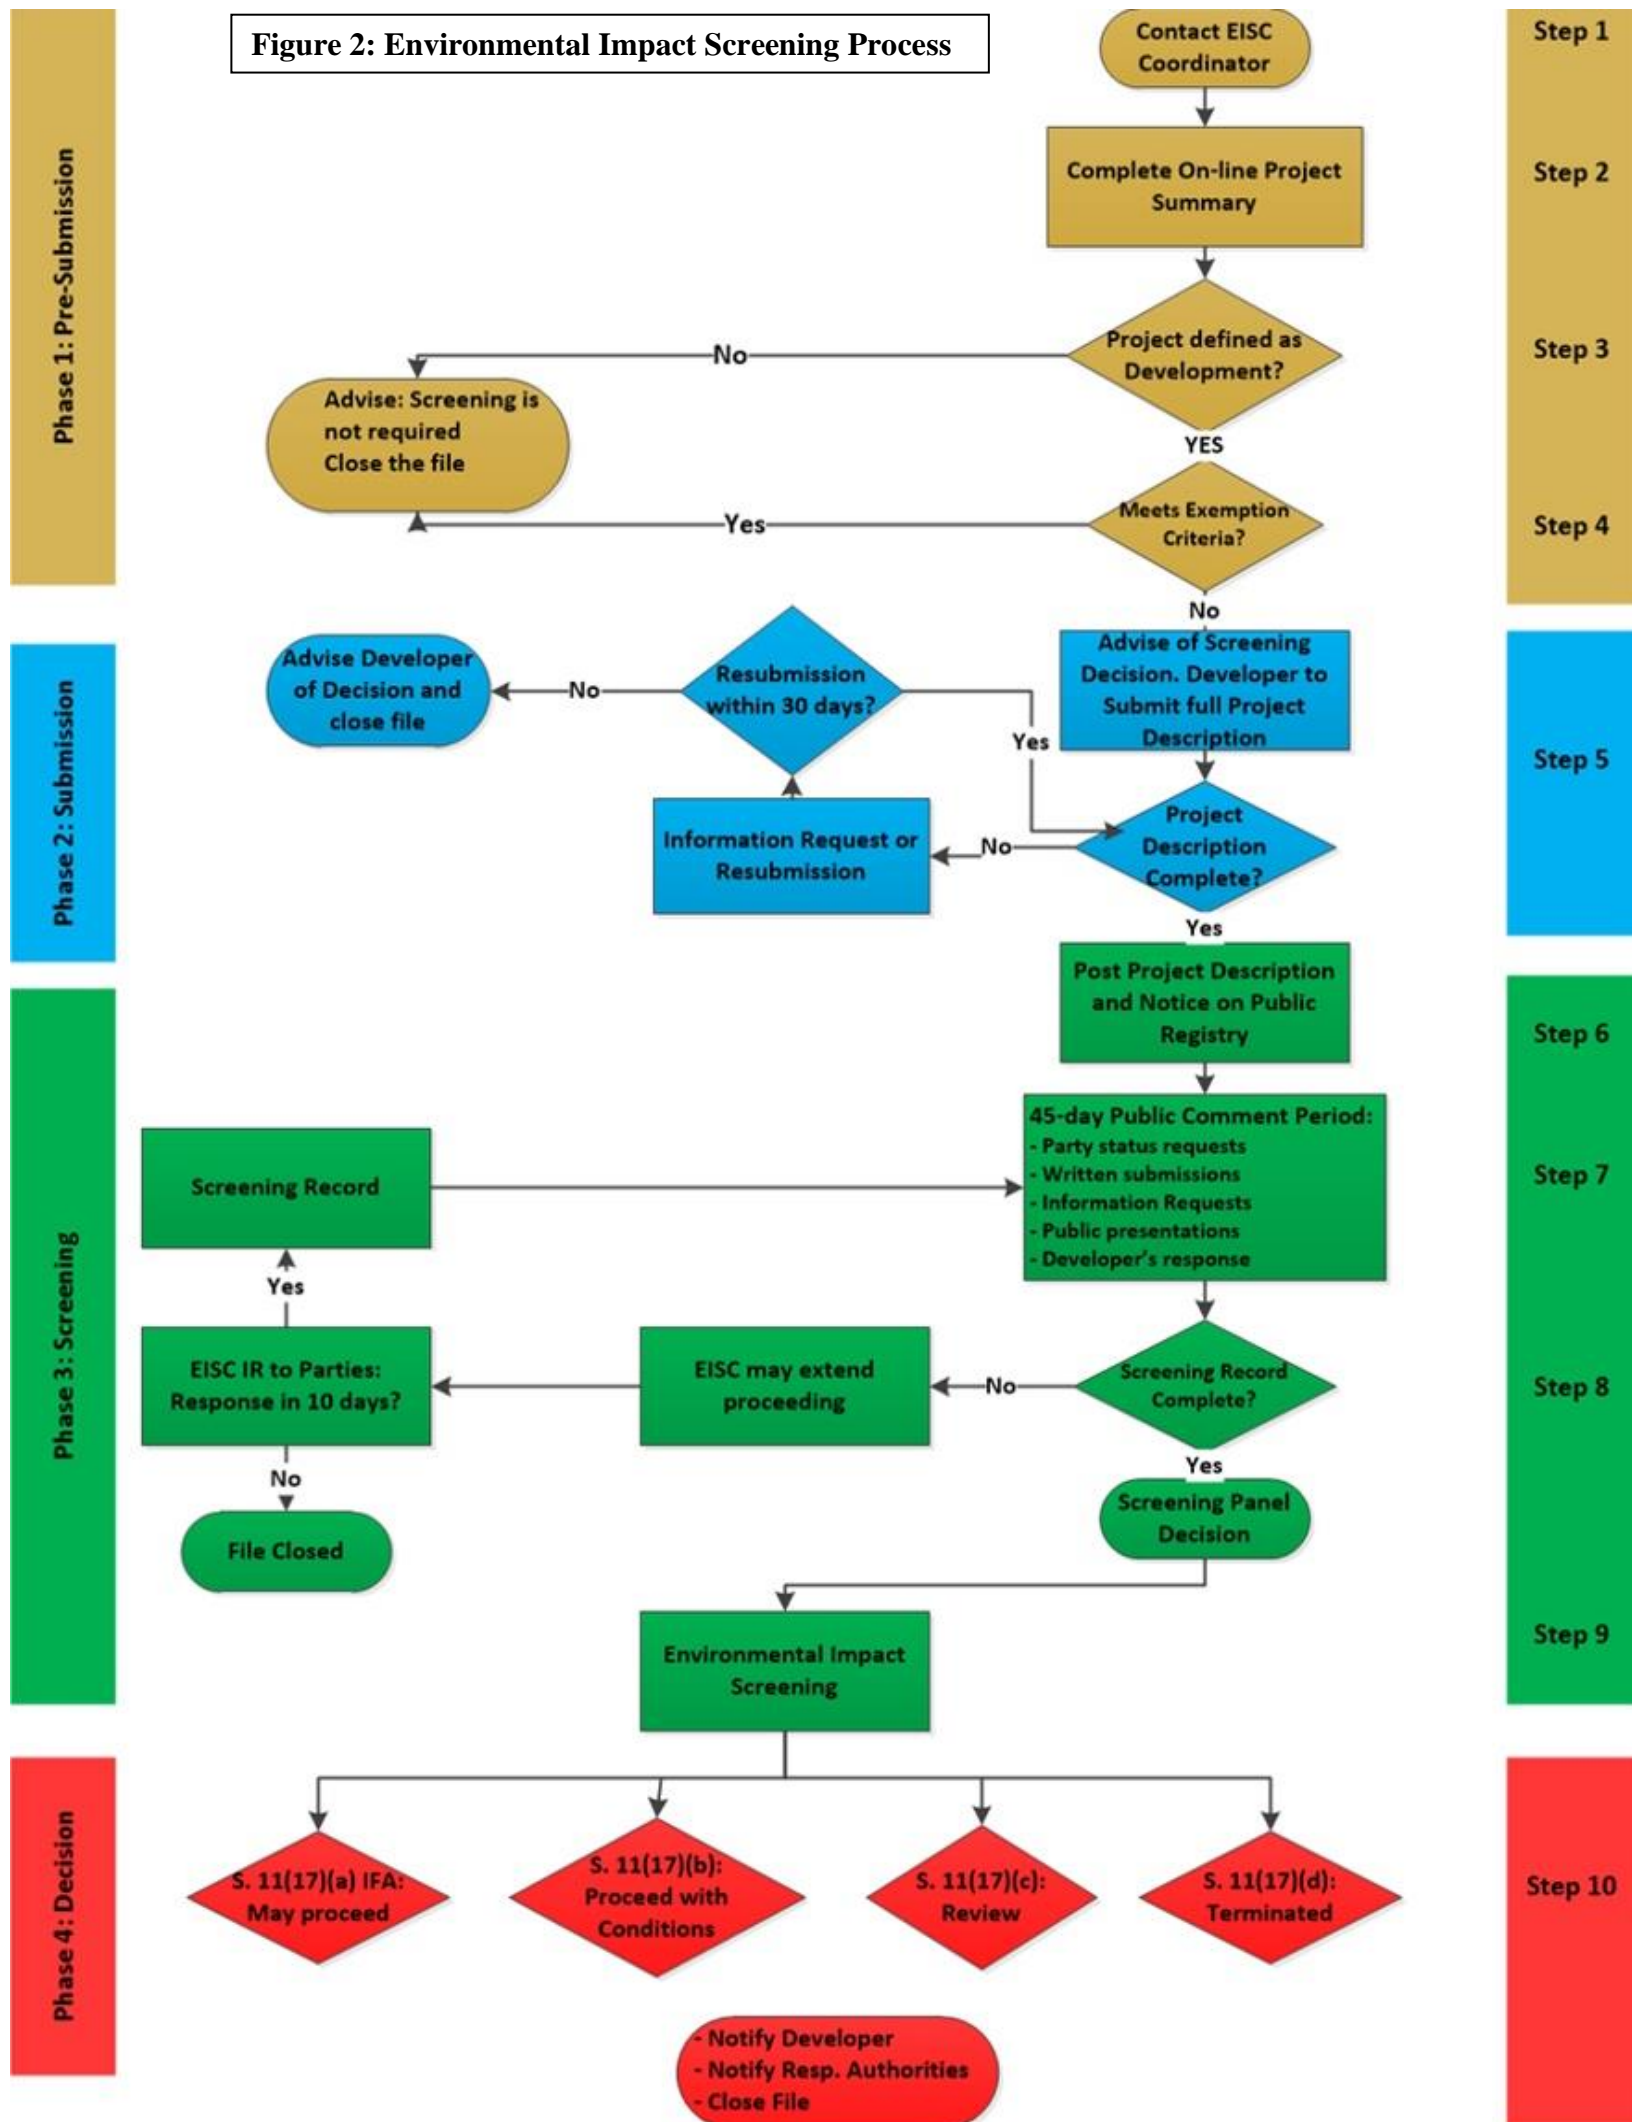 Figure 2: Environmental Impact Screening Process
Phase 1: Pre-Submission
Contact EISC
Coordinator
Step 1
Complete On-line Project
Summary
Step 2
Project defined as
Development?
Step 3
No
Advise: Screening is
not required
Close the file
YES
Meets Exemption
Criteria?
Step 4
Yes
No
Phase 2: Submission
Advise of Screening
Decision. Developer to
Submit full Project
Description
Step 5
Resubmission
within 30 days?
No
Advise Developer
of Decision and
close file
Yes
Project
Description
Complete?
No
Information Request or
Resubmission
Yes
Phase 3: Screening
Post Project Description
and Notice on Public
Registry
Step 6
45-day Public Comment Period:
- Party status requests
- Written submissions
- Information Requests
- Public presentations
- Developer's response
Step 7
Screening Record
Yes
Screening Record
Complete?
Step 8
No
EISC may extend
proceeding
EISC IR to Parties:
Response in 10 days?
No
File Closed
Yes
Screening Panel
Decision
Environmental Impact
Screening
Step 9
Phase 4: Decision
S. 11(17)(a) IFA:
May proceed
S. 11(17)(b):
Proceed with
Conditions
S. 11(17)(c):
Review
S. 11(17)(d):
Terminated
Step 10
- Notify Developer
- Notify Resp. Authorities
- Close File